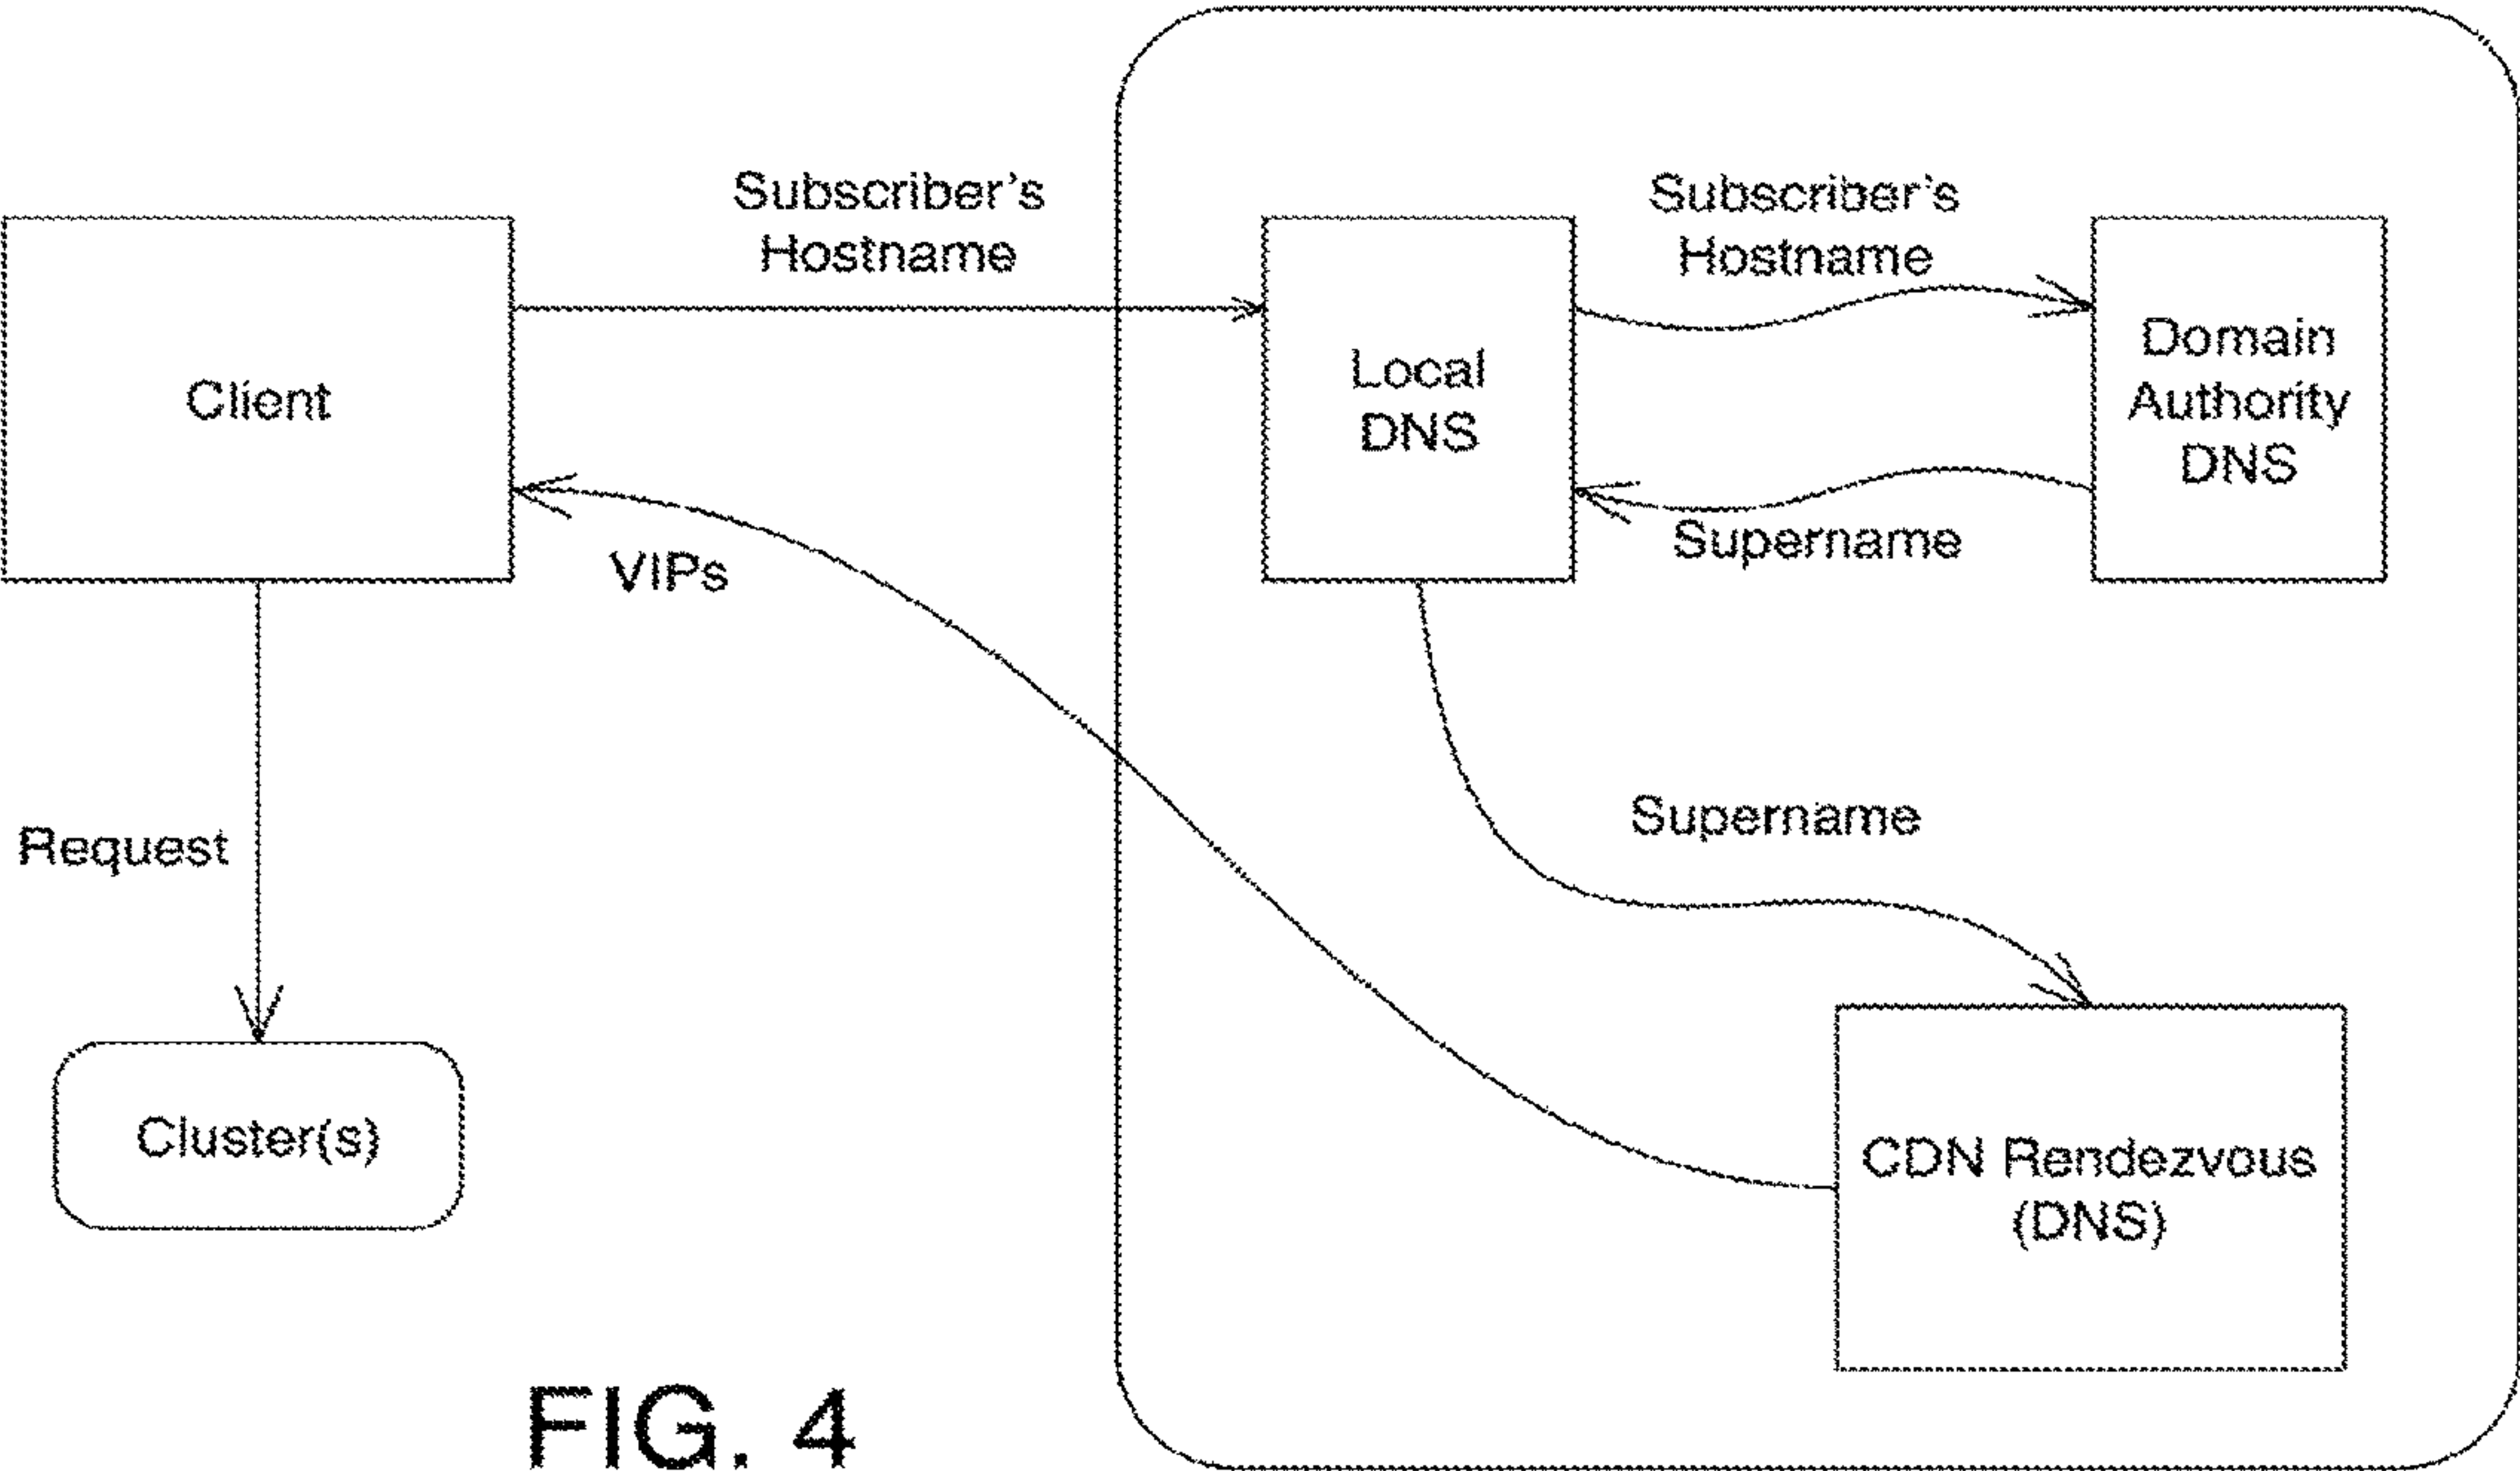 Subscriber's
Hostname
Subscriber's
Hostname
Client
Local
DNS
Domain
Authority
DNS
VIPs
Supername
Request
Supername
Cluster(s)
CDN Rendezvous
(DNS)
FIG. 4